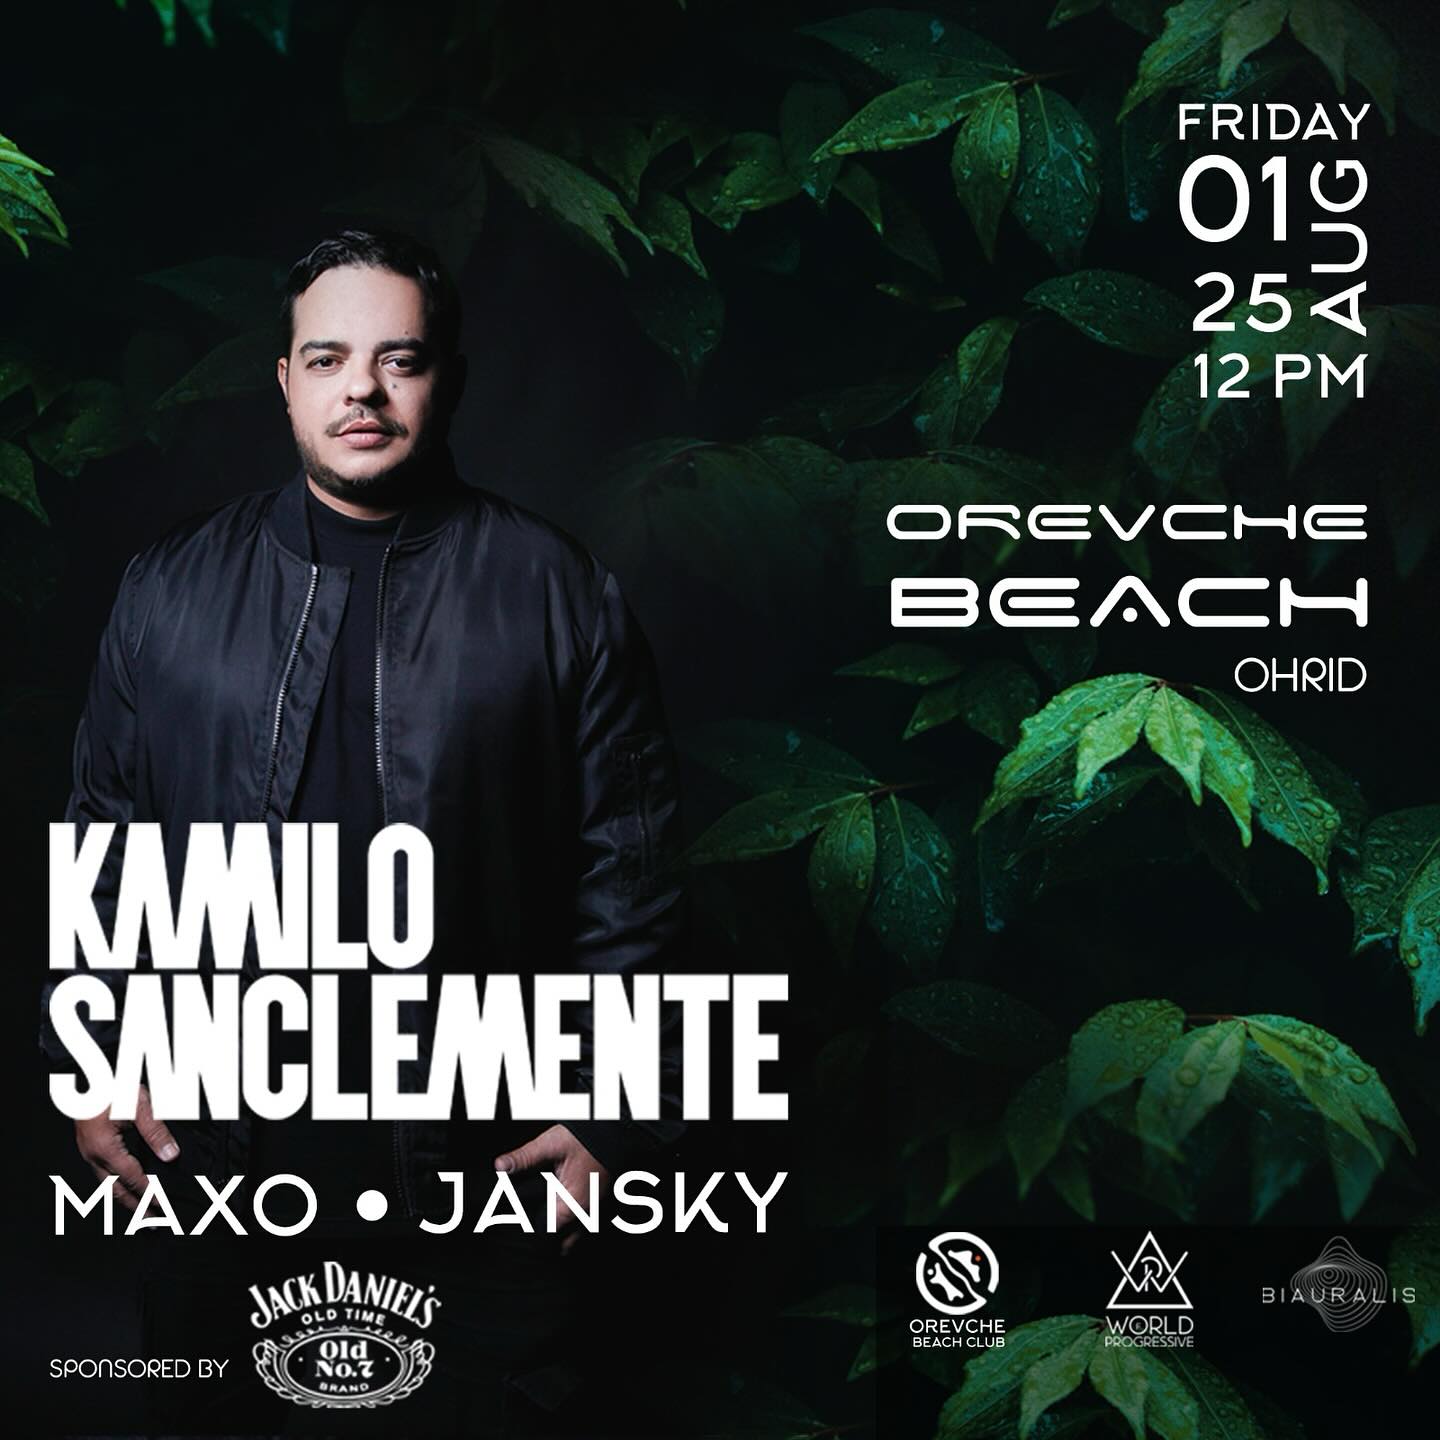 FRIDAY
01 AUG
25
12 PM
OREVCHE
BEACH
OHRID
KAMILO
SANCLEMENTE
MAXO • JANSKY
SPONSORED BY
JACK DANIEL'S
OLD TIME
Old
No.7
BRAND
OREVCHE
BEACH CLUB
WORLD
PROGRESSIVE
BIAURALIS